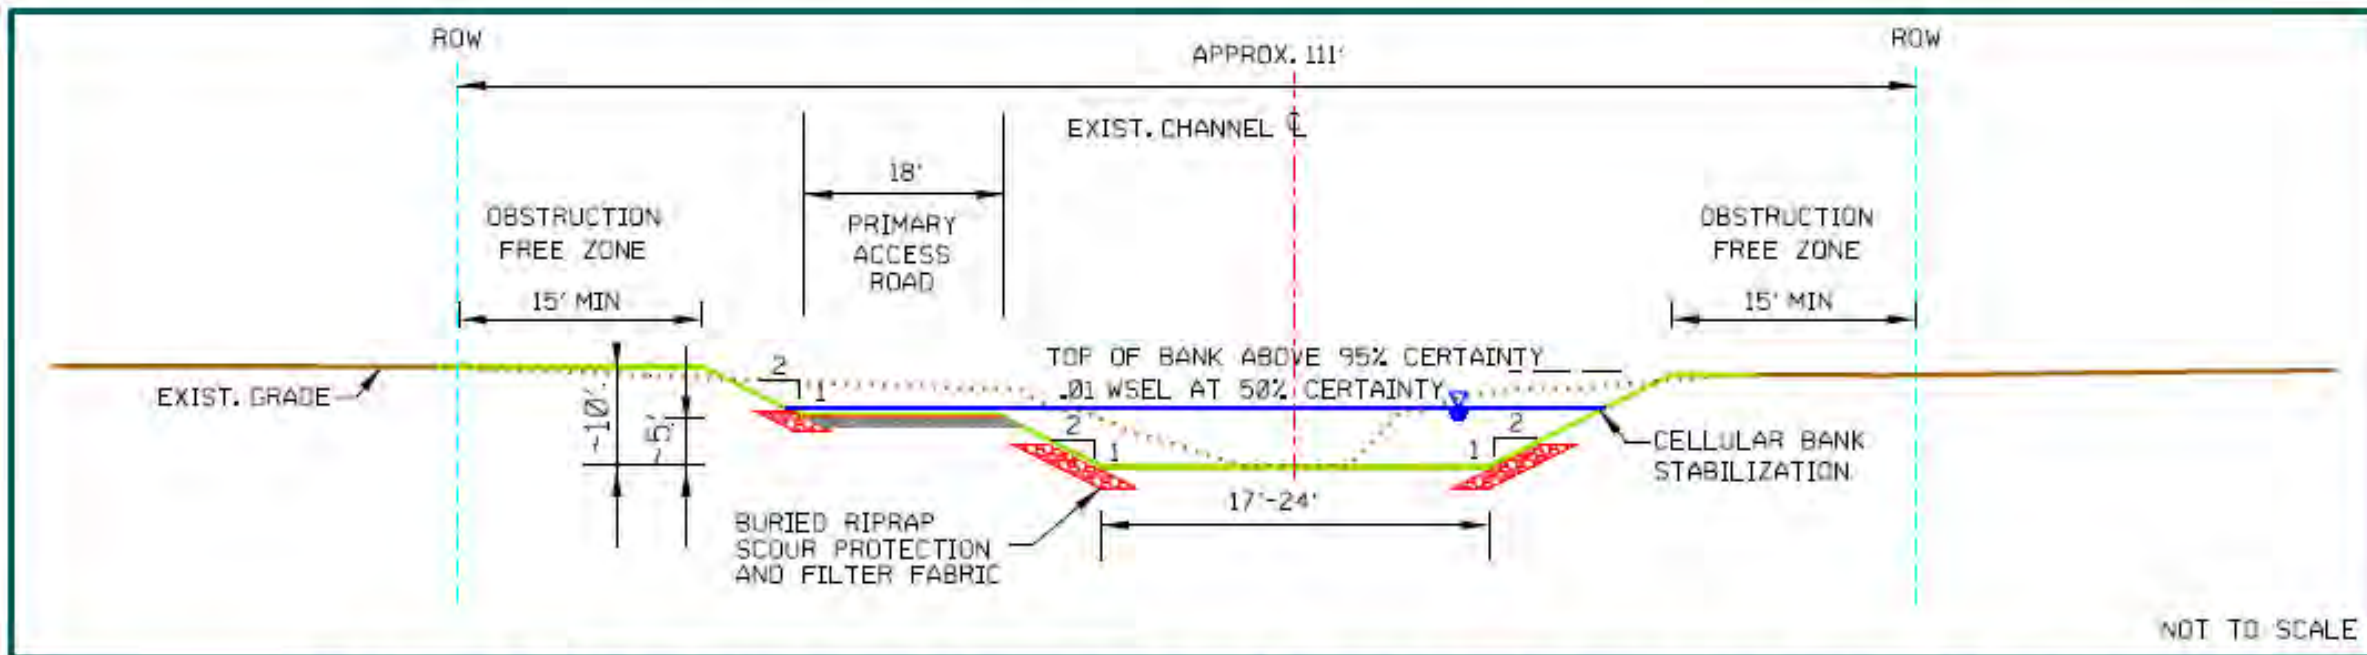 ROW
ROW
APPROX. 111'
EXIST. CHANNEL ℄
18'
PRIMARY
ACCESS
ROAD
OBSTRUCTION
FREE ZONE
15' MIN
OBSTRUCTION
FREE ZONE
15' MIN
EXIST. GRADE
~10'
~5'
2
1
TOP OF BANK ABOVE 95% CERTAINTY
.01 WSEL AT 50% CERTAINTY
2
1
2
1
CELLULAR BANK
STABILIZATION
17'-24'
BURIED RIPRAP
SCOUR PROTECTION
AND FILTER FABRIC
NOT TO SCALE